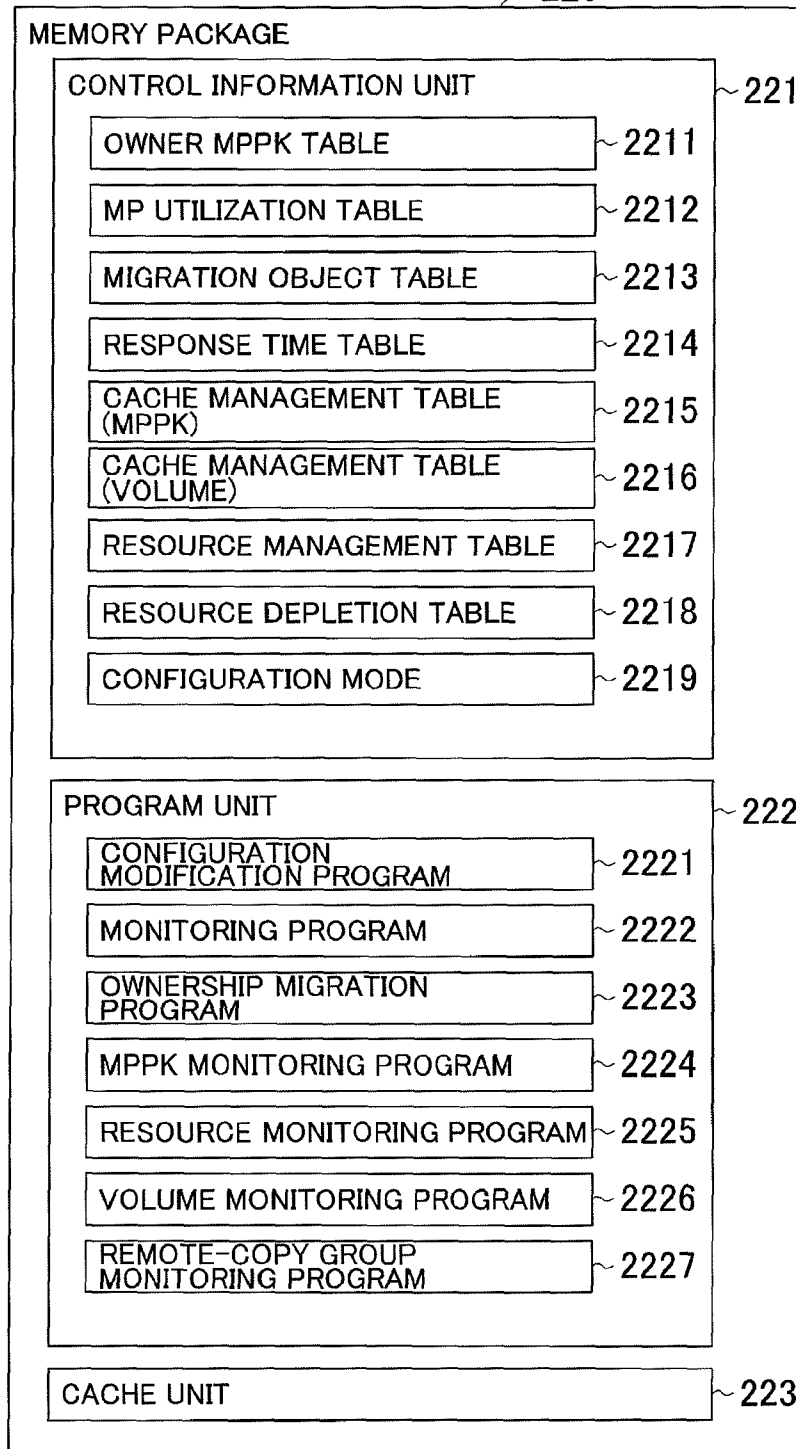 MEMORY PACKAGE
CONTROL INFORMATION UNIT
221
OWNER MPPK TABLE
2211
MP UTILIZATION TABLE
2212
MIGRATION OBJECT TABLE
2213
RESPONSE TIME TABLE
2214
CACHE MANAGEMENT TABLE
(MPPK)
2215
CACHE MANAGEMENT TABLE
(VOLUME)
2216
RESOURCE MANAGEMENT TABLE
2217
RESOURCE DEPLETION TABLE
2218
CONFIGURATION MODE
2219
PROGRAM UNIT
222
CONFIGURATION
MODIFICATION PROGRAM
2221
MONITORING PROGRAM
2222
OWNERSHIP MIGRATION
PROGRAM
2223
MPPK MONITORING PROGRAM
2224
RESOURCE MONITORING PROGRAM
2225
VOLUME MONITORING PROGRAM
2226
REMOTE-COPY GROUP
MONITORING PROGRAM
2227
CACHE UNIT
223